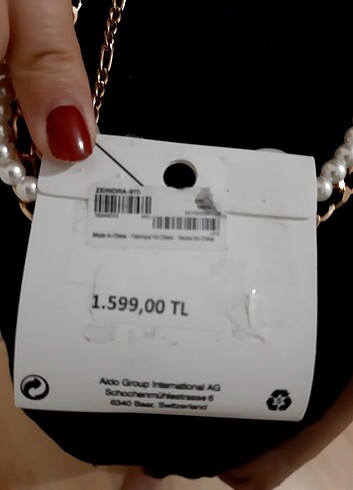 ZEINDRA-970
Made in China - Fabriqué En Chine - Hecho En China
1.599,00 TL
Aldo Group International AG
Schochenmühlestrasse 6
6340 Baar, Switzerland